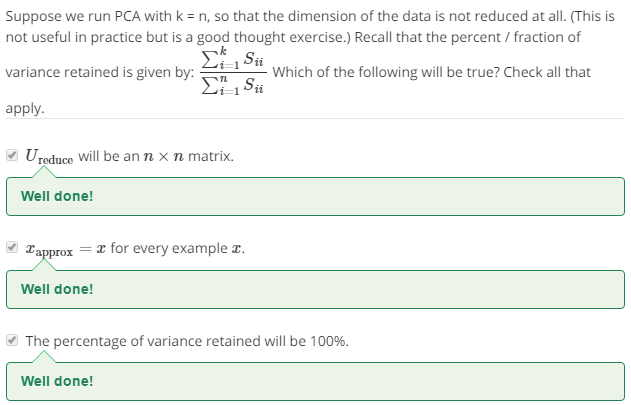 Suppose we run PCA with k = n, so that the dimension of the data is not reduced at all. (This is
not useful in practice but is a good thought exercise.) Recall that the percent / fraction of
variance retained is given by: \frac{\sum_{i=1}^{k} S_{ii}}{\sum_{i=1}^{n} S_{ii}} Which of the following will be true? Check all that
apply.
U_{reduce} will be an n × n matrix.
Well done!
x_{approx} = x for every example x.
Well done!
The percentage of variance retained will be 100%.
Well done!